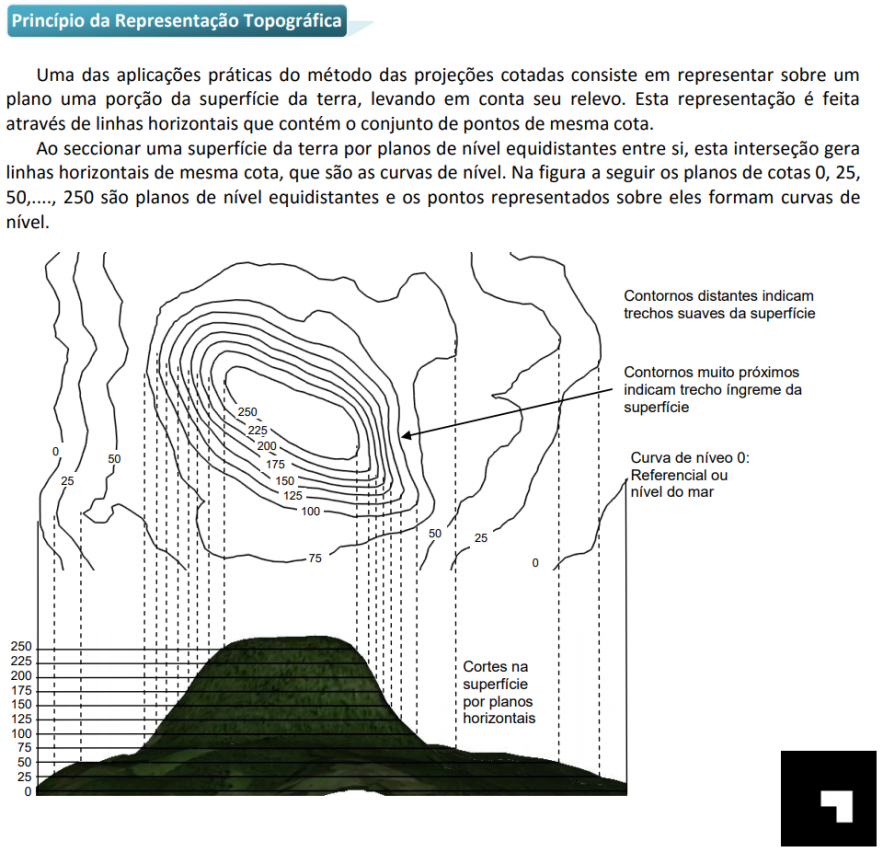 Princípio da Representação Topográfica
Uma das aplicações práticas do método das projeções cotadas consiste em representar sobre um
plano uma porção da superfície da terra, levando em conta seu relevo. Esta representação é feita
através de linhas horizontais que contém o conjunto de pontos de mesma cota.
Ao seccionar uma superfície da terra por planos de nível equidistantes entre si, esta interseção gera
linhas horizontais de mesma cota, que são as curvas de nível. Na figura a seguir os planos de cotas 0, 25,
50,...., 250 são planos de nível equidistantes e os pontos representados sobre eles formam curvas de
nível.
Contornos distantes indicam
trechos suaves da superfície
Contornos muito próximos
indicam trecho íngreme da
superfície
Curva de níveo 0:
Referencial ou
nível do mar
0
25
50
250
225
200
175
150
125
100
75
50
25
0
Cortes na
superfície
por planos
horizontais
250
225
200
175
150
125
100
75
50
25
0